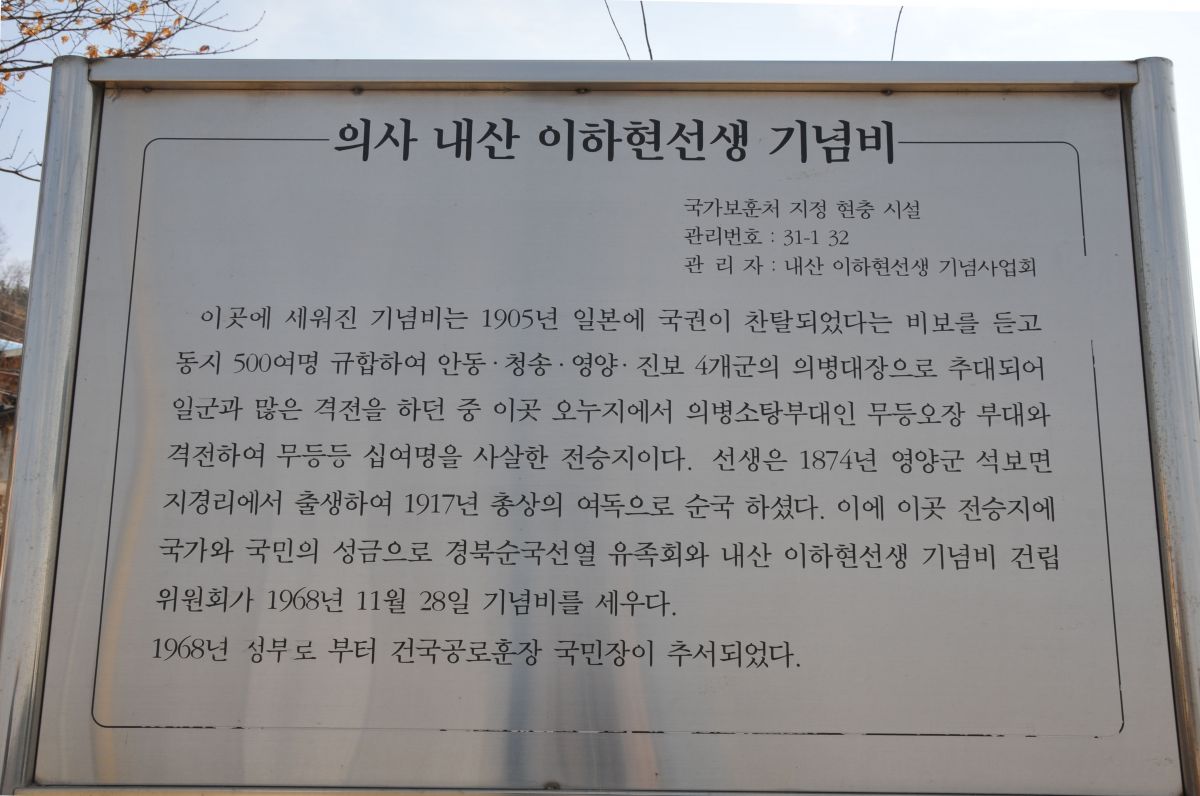 의사 내산 이하현선생 기념비
국가보훈처 지정 현충 시설
관리번호 : 31-1 32
관 리 자 : 내산 이하현선생 기념사업회
이곳에 세워진 기념비는 1905년 일본에 국권이 찬탈되었다는 비보를 듣고
동시 500여명 규합하여 안동·청송·영양·진보 4개군의 의병대장으로 추대되어
일군과 많은 격전을 하던 중 이곳 오누지에서 의병소탕부대인 무등오장 부대와
격전하여 무등등 십여명을 사살한 전승지이다. 선생은 1874년 영양군 석보면
지경리에서 출생하여 1917년 총상의 여독으로 순국 하셨다. 이에 이곳 전승지에
국가와 국민의 성금으로 경북순국선열 유족회와 내산 이하현선생 기념비 건립
위원회가 1968년 11월 28일 기념비를 세우다.
1968년 정부로 부터 건국공로훈장 국민장이 추서되었다.